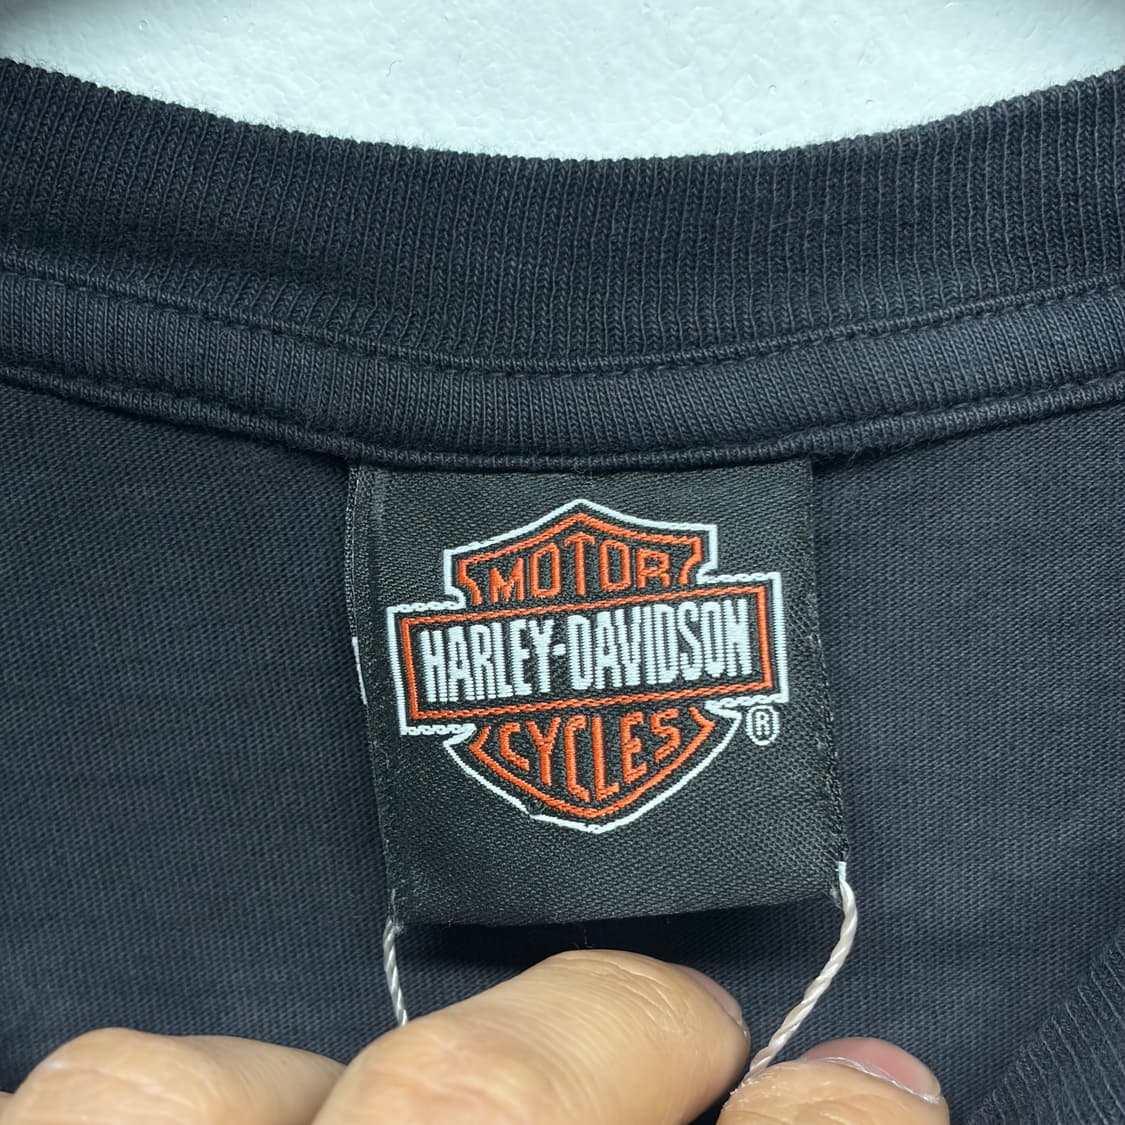 MOTOR
HARLEY-DAVIDSON
CYCLES
®